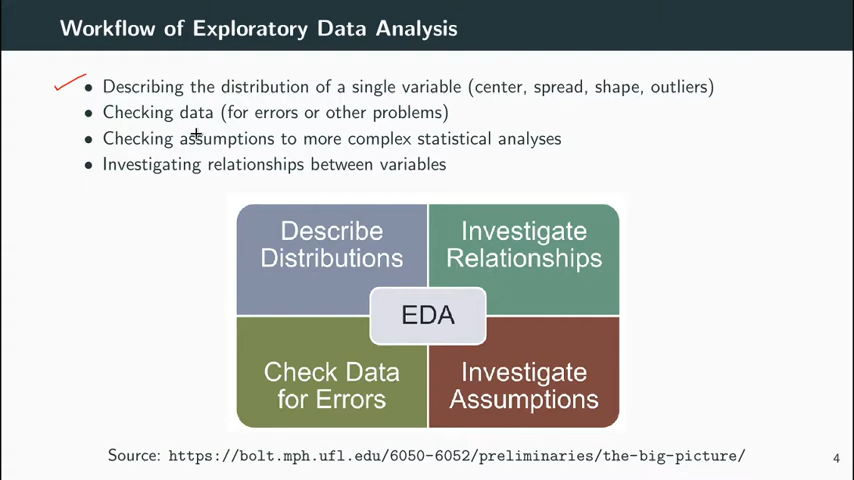 Workflow of Exploratory Data Analysis
• Describing the distribution of a single variable (center, spread, shape, outliers)
• Checking data (for errors or other problems)
• Checking assumptions to more complex statistical analyses
• Investigating relationships between variables
Describe
Distributions
Investigate
Relationships
EDA
Check Data
for Errors
Investigate
Assumptions
Source: https://bolt.mph.ufl.edu/6050-6052/preliminaries/the-big-picture/
4